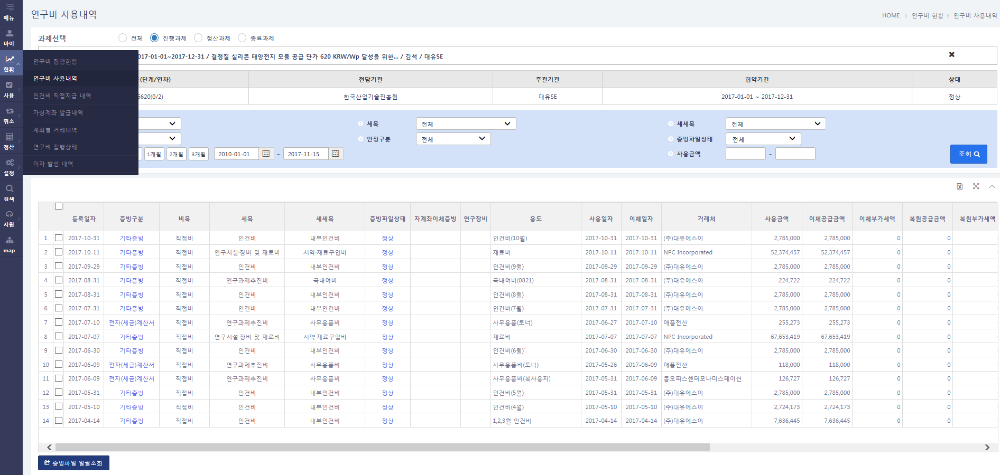 메뉴
마이
현황
사용
취소
정산
설정
검색
지원
map
연구비 사용내역
HOME > 연구비 현황 > 연구비 사용내역
과제선택 전체 진행과제 정산과제 종료과제
017-01-01~2017-12-31 / 결정질 실리콘 태양전지 모듈 공급 단가 620 KRW/Wp 달성을 위한... / 김석 / 대유SE
연구비 집행현황
연구비 사용내역
인건비 직접지급 내역
가상계좌 발급내역
계좌별 거래내역
연구비 집행상태
이자 발생 내역
(단계/연차) 전담기관 주관기관 협약기간 상태
6620(0/2) 한국산업기술진흥원 대유SE 2017-01-01 ~ 2017-12-31 정상
세목 전체 세세목 전체
인정구분 전체 증빙파일상태 전체
1개월 2개월 3개월 2010-01-01 ~ 2017-11-15 사용금액 ~ 조회
등록일자 증빙구분 비목 세목 세세목 증빙파일상태 자계좌이체증빙 연구장비 용도 사용일자 이체일자 거래처 사용금액 이체공급금액 이체부가세액 복원공급금액 복원부가세액
1 2017-10-31 기타증빙 직접비 인건비 내부인건비 정상 인건비(10월) 2017-10-31 2017-10-31 (주)대유에스이 2,785,000 2,785,000 0 0
2 2017-10-11 기타증빙 직접비 연구시설·장비 및 재료비 시약·재료구입비 정상 재료비 2017-10-11 2017-10-11 NPC Incorporated 52,374,457 52,374,457 0 0
3 2017-09-29 기타증빙 직접비 인건비 내부인건비 정상 인건비(9월) 2017-09-29 2017-09-29 (주)대유에스이 2,785,000 2,785,000 0 0
4 2017-08-31 기타증빙 직접비 연구과제추진비 국내여비 정상 국내여비(0821) 2017-08-31 2017-08-31 (주)대유에스이 224,722 224,722 0 0
5 2017-08-31 기타증빙 직접비 인건비 내부인건비 정상 인건비(8월) 2017-08-31 2017-08-31 (주)대유에스이 2,785,000 2,785,000 0 0
6 2017-07-31 기타증빙 직접비 인건비 내부인건비 정상 인건비(7월) 2017-07-31 2017-07-31 (주)대유에스이 2,785,000 2,785,000 0 0
7 2017-07-10 전자(세금)계산서 직접비 연구과제추진비 사무용품비 정상 사무용품(토너) 2017-06-27 2017-07-10 애플전산 255,273 255,273 0 0
8 2017-07-07 기타증빙 직접비 연구시설·장비 및 재료비 시약·재료구입비 정상 재료비 2017-07-07 2017-07-07 NPC Incorporated 67,653,419 67,653,419 0 0
9 2017-06-30 기타증빙 직접비 인건비 내부인건비 정상 인건비(6월)` 2017-06-30 2017-06-30 (주)대유에스이 2,785,000 2,785,000 0 0
10 2017-06-09 전자(세금)계산서 직접비 연구과제추진비 사무용품비 정상 사무용품비(토너) 2017-05-26 2017-06-09 애플전산 118,000 118,000 0 0
11 2017-06-09 전자(세금)계산서 직접비 연구과제추진비 사무용품비 정상 사무용품비(복사용지) 2017-05-31 2017-06-09 콜오피스센터모나미스테이션 126,727 126,727 0 0
12 2017-05-31 기타증빙 직접비 인건비 내부인건비 정상 인건비(5월) 2017-05-31 2017-05-31 (주)대유에스이 2,785,000 2,785,000 0 0
13 2017-05-10 기타증빙 직접비 인건비 내부인건비 정상 인건비(4월) 2017-05-10 2017-05-10 (주)대유에스이 2,724,173 2,724,173 0 0
14 2017-04-14 기타증빙 직접비 인건비 내부인건비 정상 1,2,3월 인건비 2017-04-14 2017-04-14 (주)대유에스이 7,636,445 7,636,445 0 0
증빙파일 일괄조회